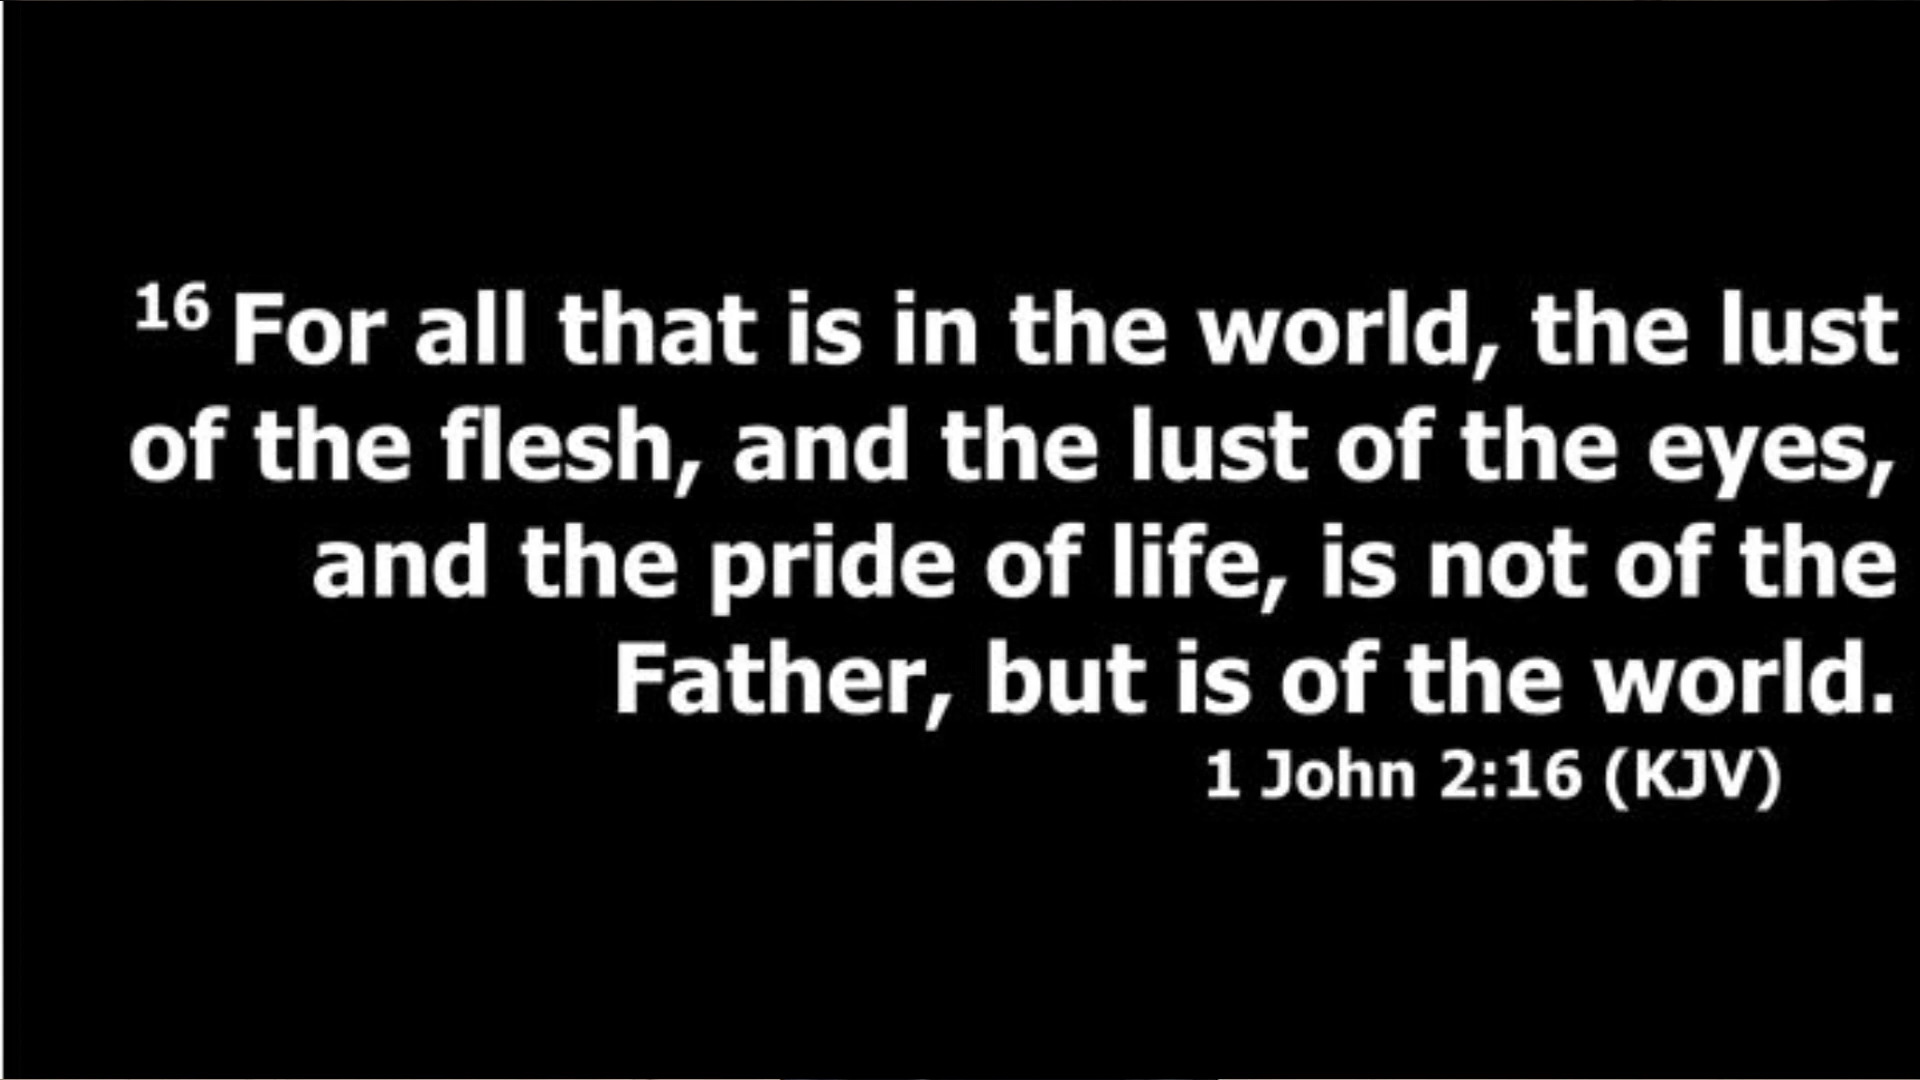 16 For all that is in the world, the lust
of the flesh, and the lust of the eyes,
and the pride of life, is not of the
Father, but is of the world.
1 John 2:16 (KJV)